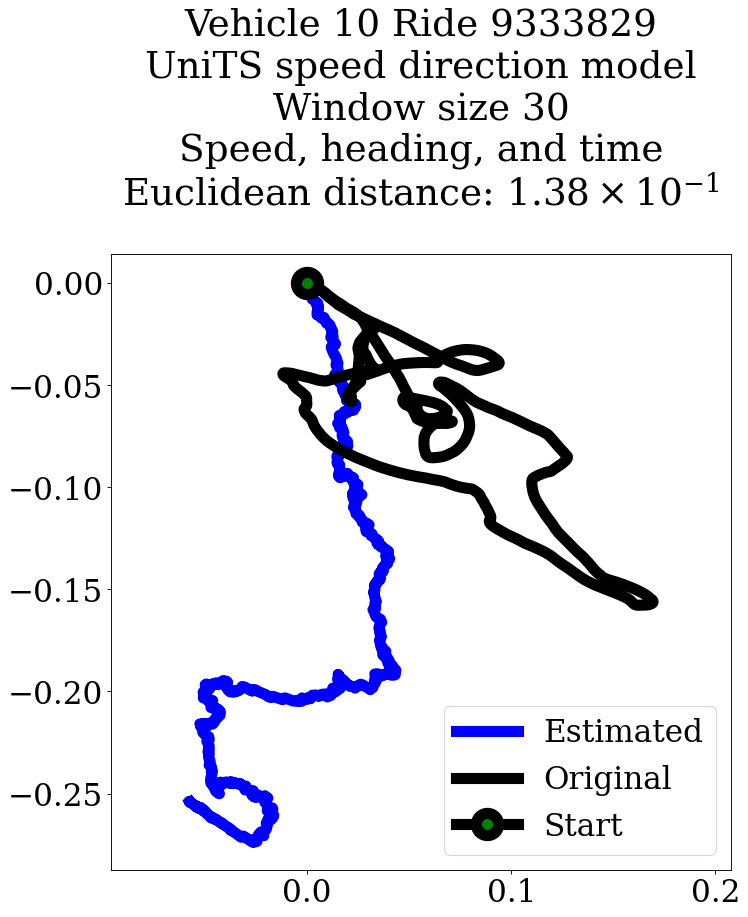 Vehicle 10 Ride 9333829
UniTS speed direction model
Window size 30
Speed, heading, and time
Euclidean distance: 1.38 × 10⁻¹
0.00
−0.05
−0.10
−0.15
−0.20
−0.25
Estimated
Original
Start
0.0 0.1 0.2